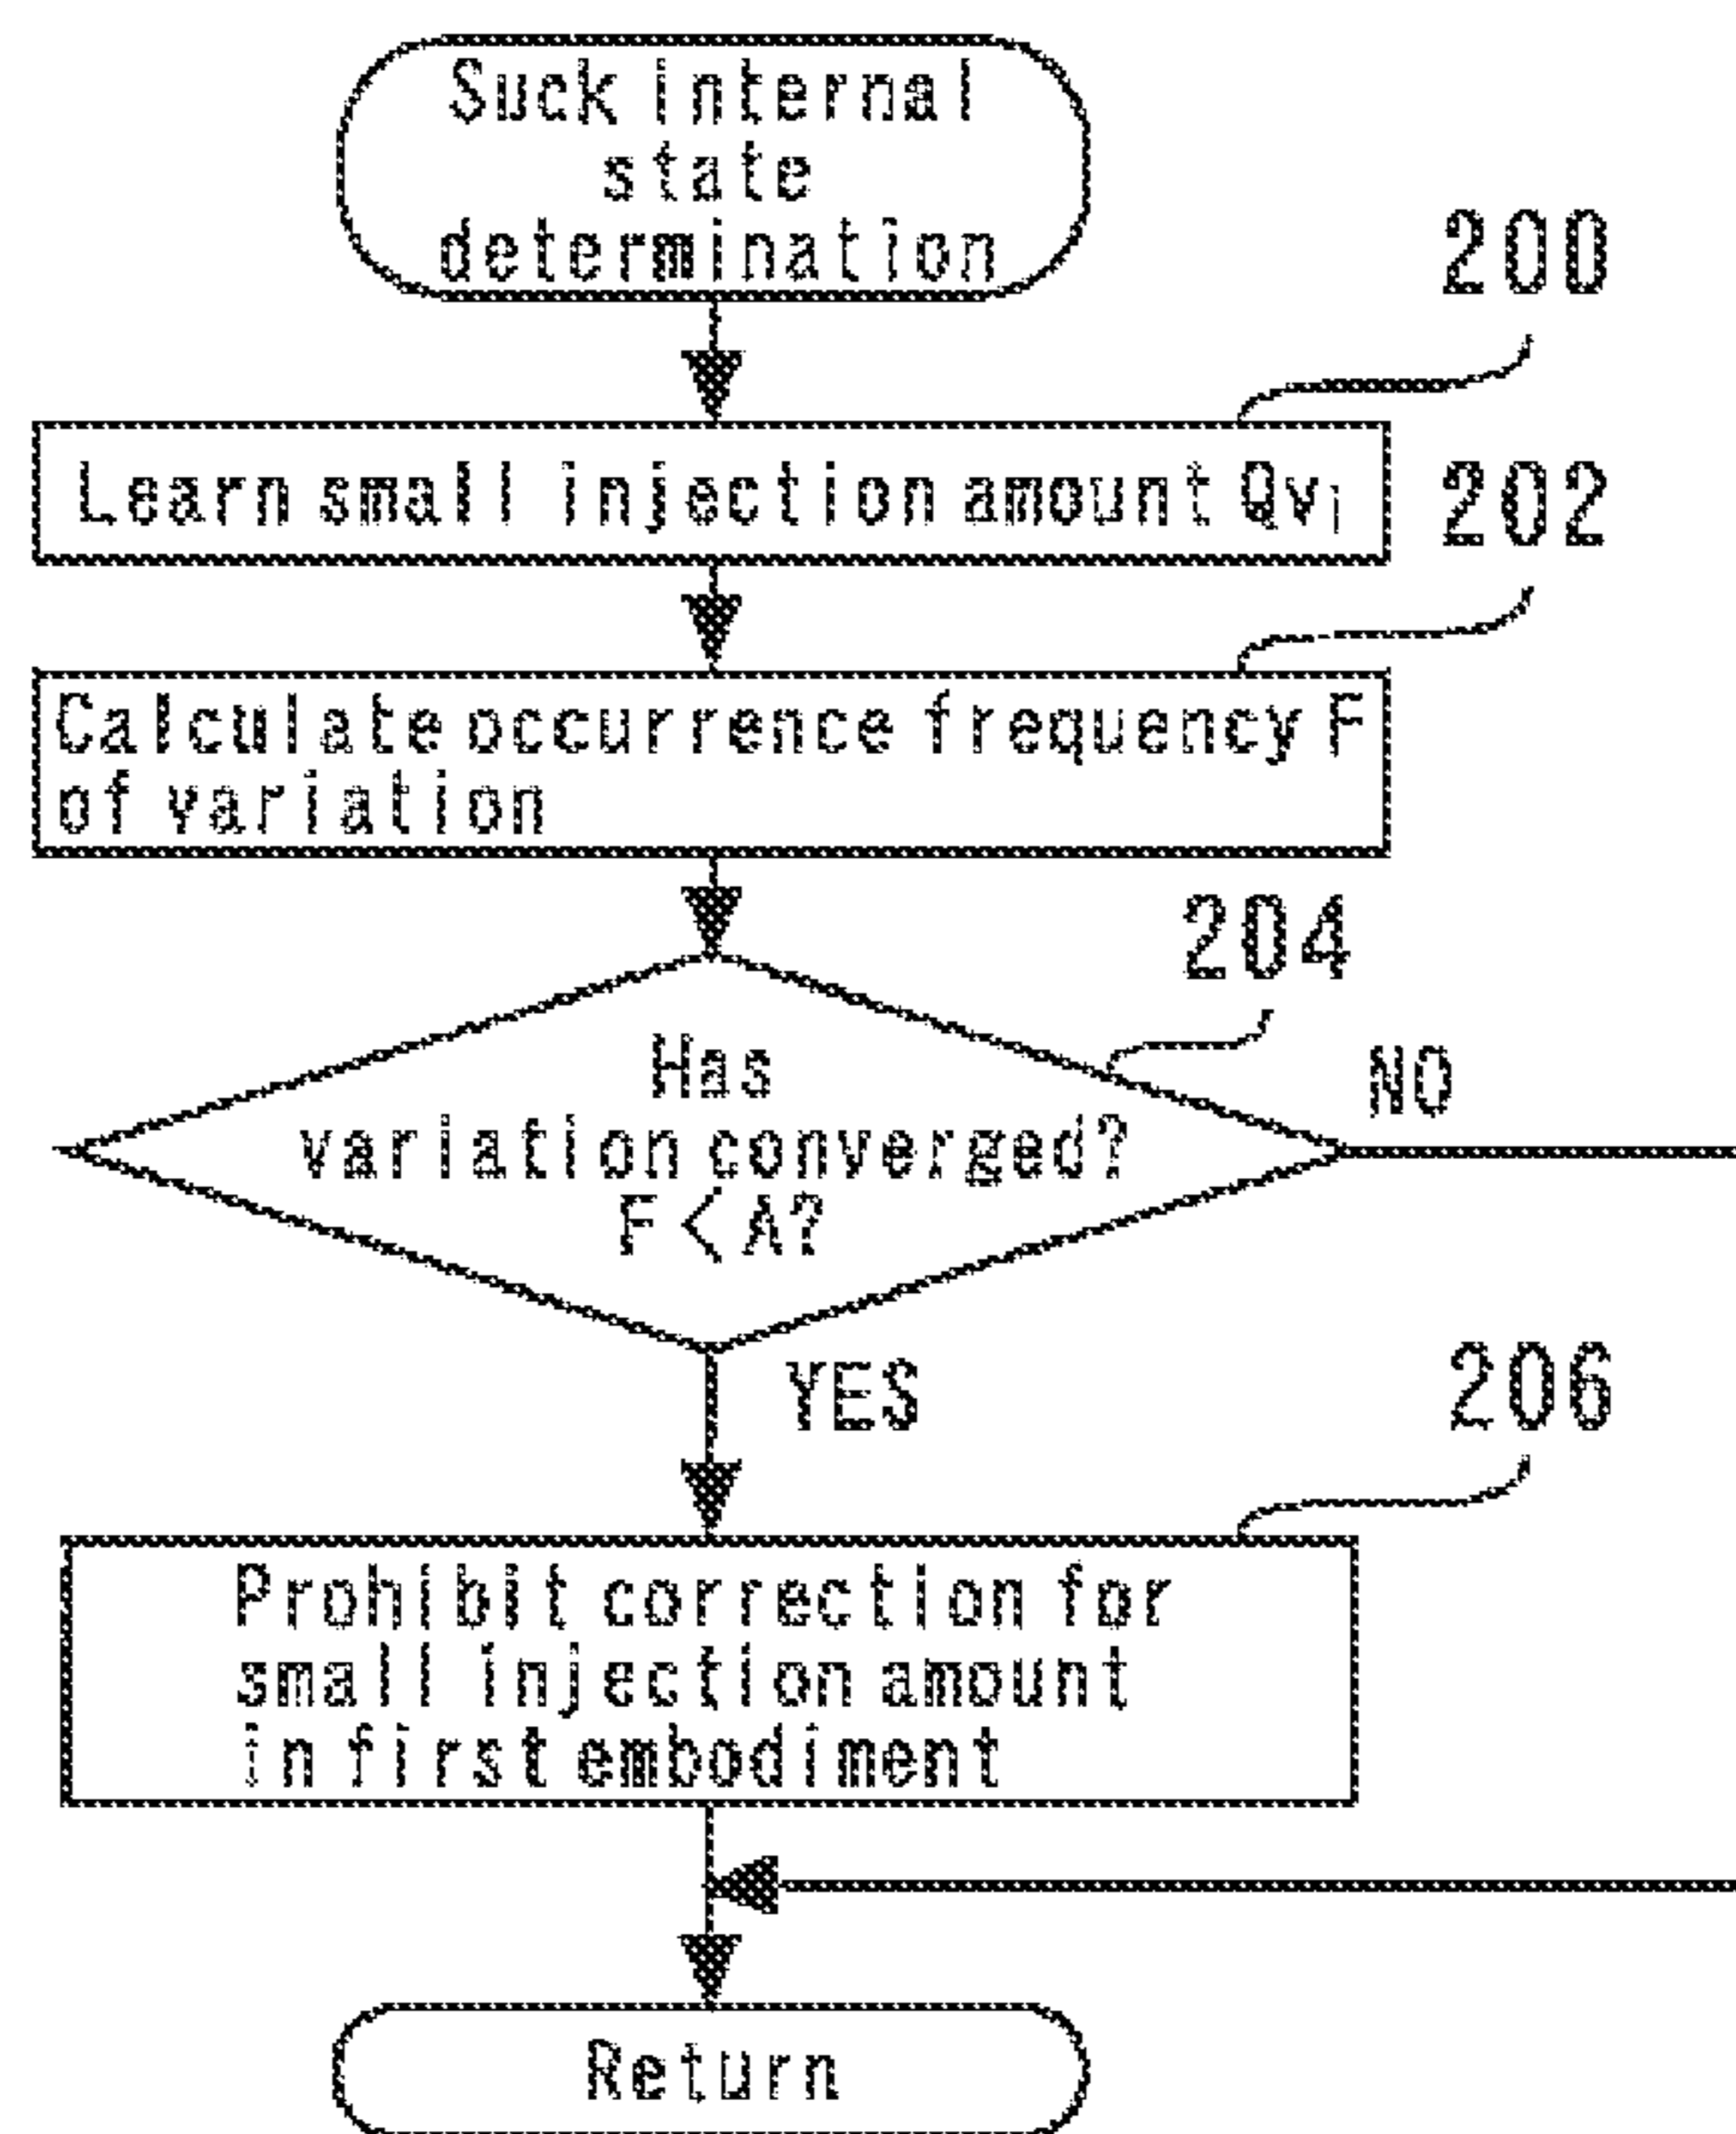 Suck internal
state
determination
200
Learn small injection amount Qvi
202
Calculate occurrence frequency F
of variation
204
Has
variation converged?
F < A?
NO
YES
206
Prohibit correction for
small injection amount
in first embodiment
Return